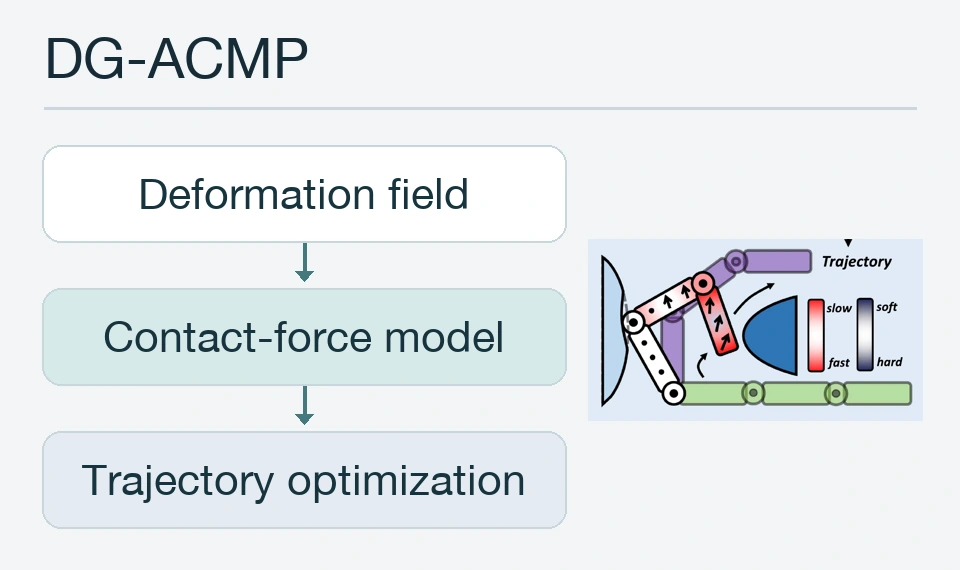 DG-ACMP
Deformation field
Contact-force model
Trajectory optimization
Trajectory
slow
soft
fast
hard